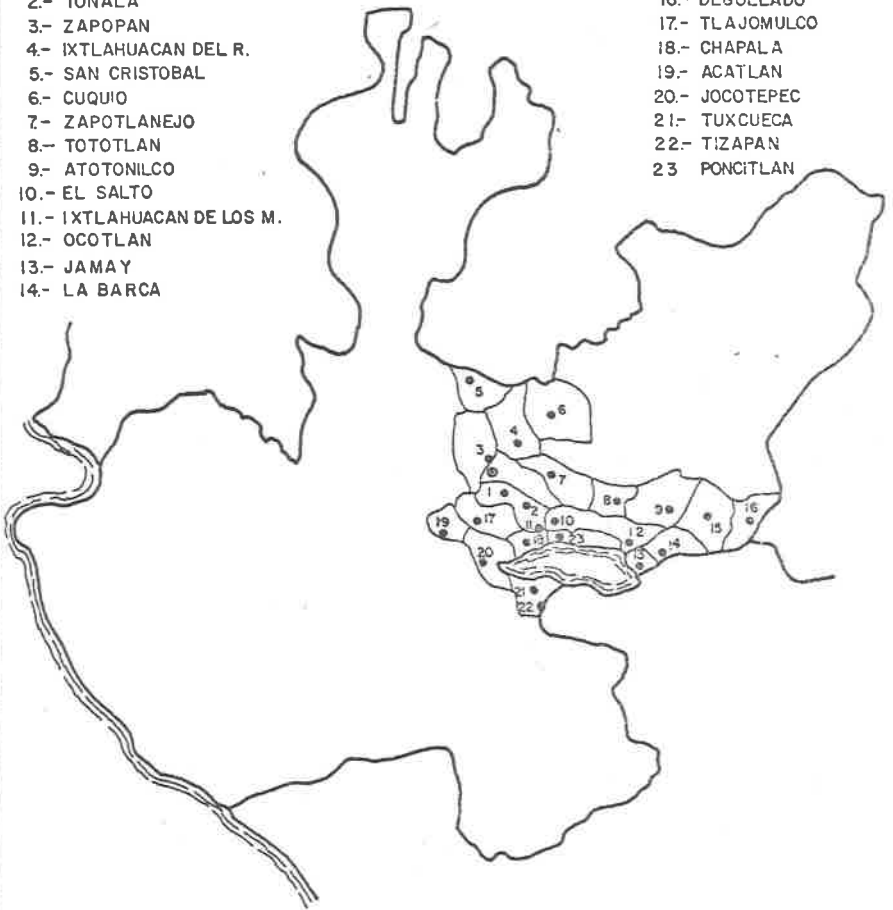 2.- TONALA
3.- ZAPOPAN
4.- IXTLAHUACAN DEL R.
5.- SAN CRISTOBAL
6.- CUQUIO
7.- ZAPOTLANEJO
8.- TOTOTLAN
9.- ATOTONILCO
10.- EL SALTO
11.- IXTLAHUACAN DE LOS M.
12.- OCOTLAN
13.- JAMAY
14.- LA BARCA
16.- DEGOLLADO
17.- TLAJOMULCO
18.- CHAPALA
19.- ACATLAN
20.- JOCOTEPEC
21.- TUXCUECA
22.- TIZAPAN
23 PONCITLAN
5
6
4
3
7
8
1
2
9
15
16
19
17
11
10
12
18
23
14
20
13
21
22